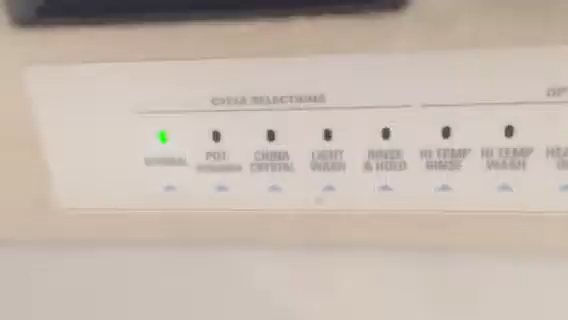 CYCLE SELECTIONS
NORMAL
POT
CHINA
CRYSTAL
LIGHT
WASH
RINSE
& HOLD
HI TEMP
RINSE
HI TEMP
WASH